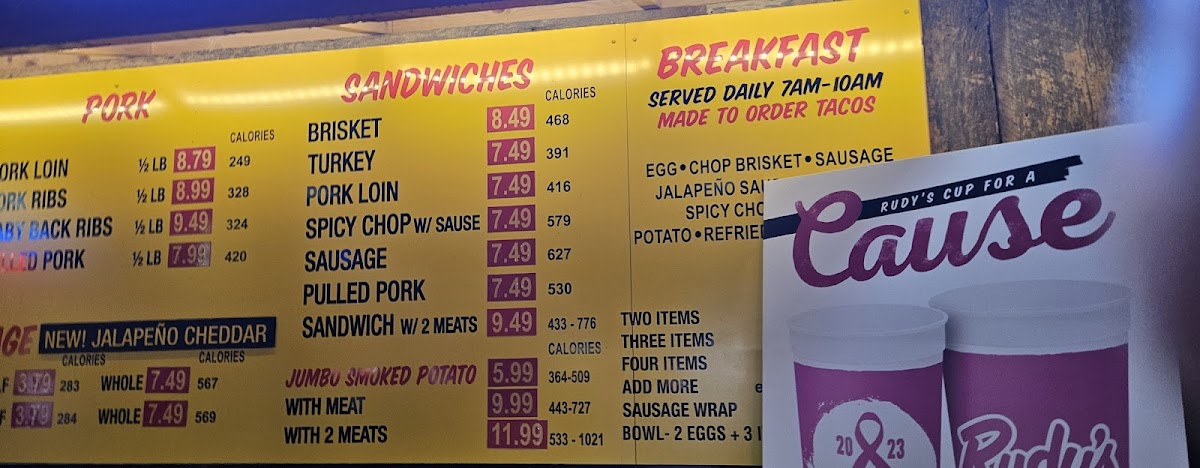 PORK
CALORIES
ORK LOIN ½ LB 8.79 249
ORK RIBS ½ LB 8.99 328
ABY BACK RIBS ½ LB 9.49 324
LLED PORK ½ LB 7.99 420
GE NEW! JALAPEÑO CHEDDAR
CALORIES CALORIES
F 3.79 283 WHOLE 7.49 567
F 3.79 284 WHOLE 7.49 569
SANDWICHES
CALORIES
BRISKET 8.49 468
TURKEY 7.49 391
PORK LOIN 7.49 416
SPICY CHOP W/ SAUSE 7.49 579
SAUSAGE 7.49 627
PULLED PORK 7.49 530
SANDWICH W/ 2 MEATS 9.49 433 - 776
CALORIES
JUMBO SMOKED POTATO 5.99 364-509
WITH MEAT 9.99 443-727
WITH 2 MEATS 11.99 533 - 1021
BREAKFAST
SERVED DAILY 7AM-10AM
MADE TO ORDER TACOS
EGG • CHOP BRISKET • SAUSAGE
JALAPEÑO SAU
SPICY CHO
POTATO • REFRIE
TWO ITEMS
THREE ITEMS
FOUR ITEMS
ADD MORE e
SAUSAGE WRAP
BOWL- 2 EGGS + 3 I
RUDY'S CUP FOR A
Cause
20 23
Rudy's